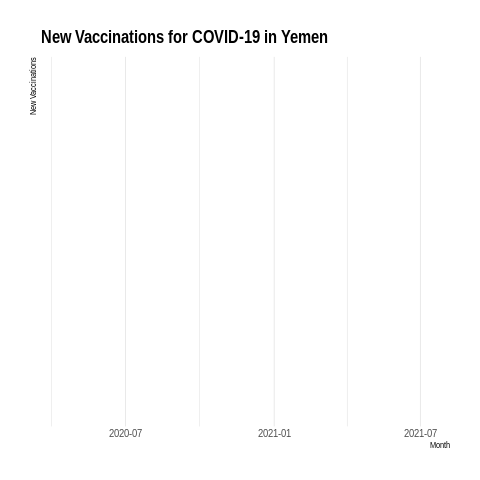 New Vaccinations for COVID-19 in Yemen
New Vaccinations
2020-07 2021-01 2021-07
Month